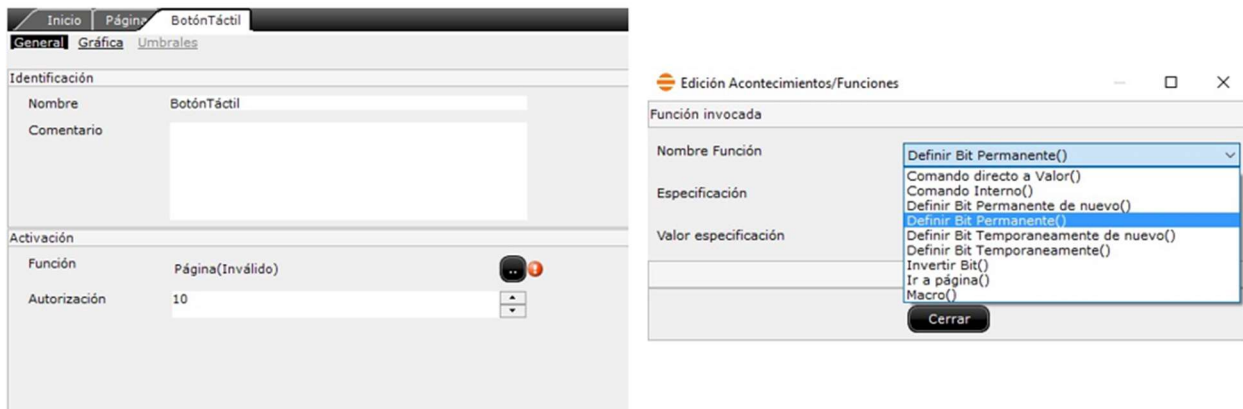 Inicio
Página
BotónTáctil
General Gráfica Umbrales
Identificación
Nombre BotónTáctil
Comentario
Activación
Función Página(Inválido) ..
Autorización 10
Edición Acontecimientos/Funciones
Función invocada
Nombre Función Definir Bit Permanente()
Comando directo a Valor()
Comando Interno()
Definir Bit Permanente de nuevo()
Definir Bit Permanente()
Definir Bit Temporaneamente de nuevo()
Definir Bit Temporaneamente()
Invertir Bit()
Ir a página()
Macro()
Especificación
Valor especificación
Cerrar